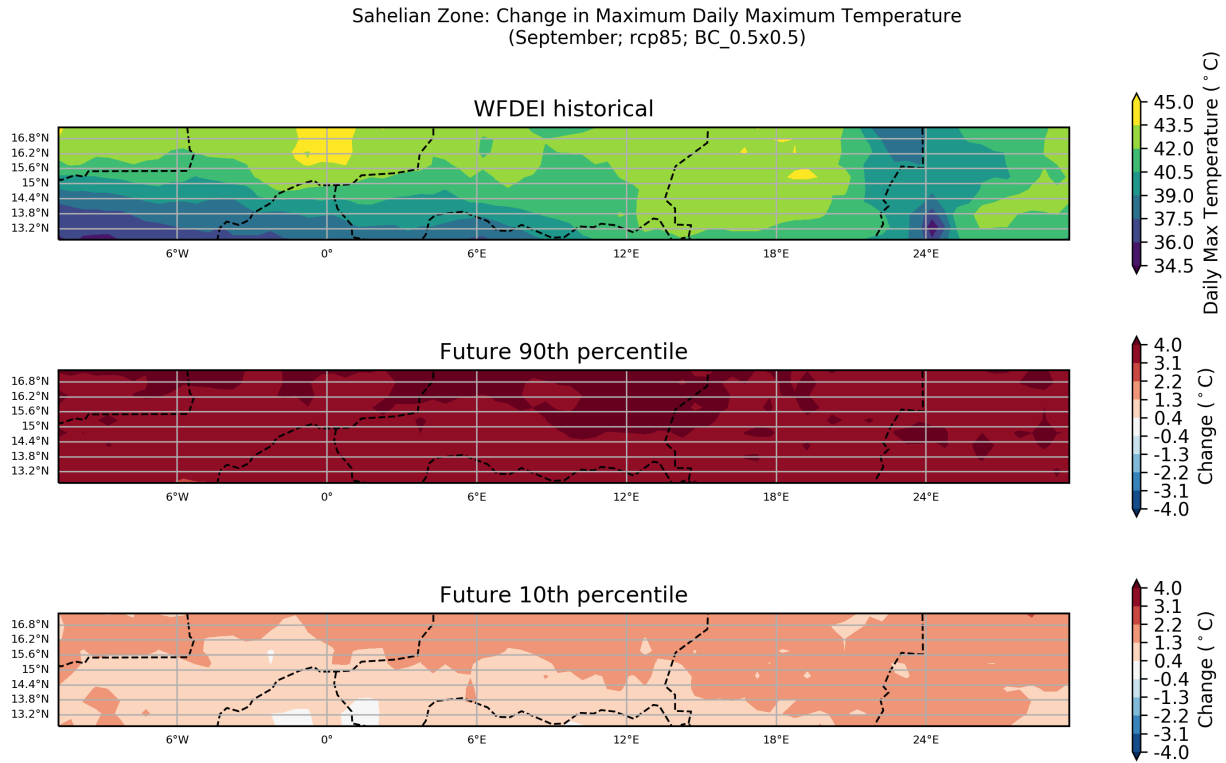 Sahelian Zone: Change in Maximum Daily Maximum Temperature
(September; rcp85; BC_0.5x0.5)
WFDEI historical
16.8°N
16.2°N
15.6°N
15°N
14.4°N
13.8°N
13.2°N
6°W
0°
6°E
12°E
18°E
24°E
45.0
43.5
42.0
40.5
39.0
37.5
36.0
34.5
Daily Max Temperature (°C)
Future 90th percentile
16.8°N
16.2°N
15.6°N
15°N
14.4°N
13.8°N
13.2°N
6°W
0°
6°E
12°E
18°E
24°E
4.0
3.1
2.2
1.3
0.4
-0.4
-1.3
-2.2
-3.1
-4.0
Change (°C)
Future 10th percentile
16.8°N
16.2°N
15.6°N
15°N
14.4°N
13.8°N
13.2°N
6°W
0°
6°E
12°E
18°E
24°E
4.0
3.1
2.2
1.3
0.4
-0.4
-1.3
-2.2
-3.1
-4.0
Change (°C)